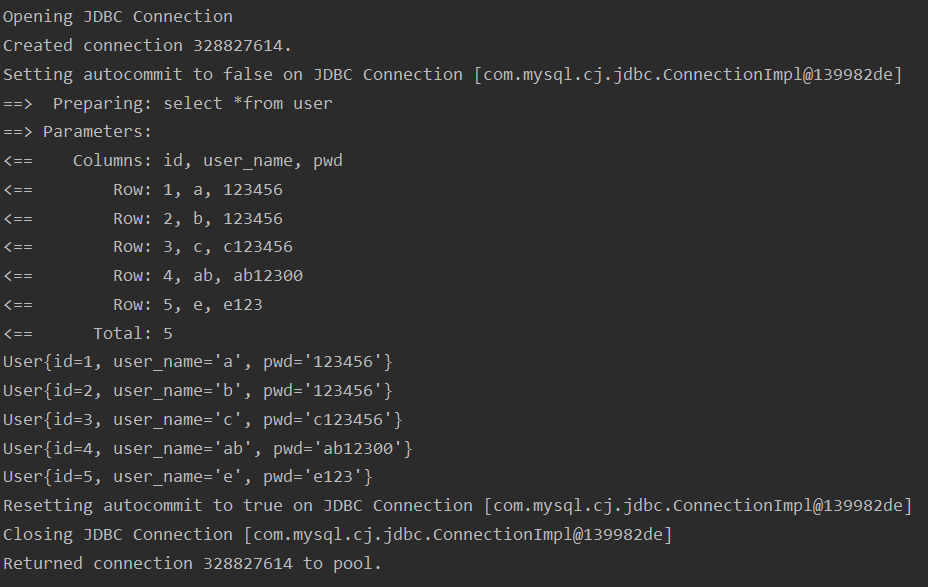 Opening JDBC Connection
Created connection 328827614.
Setting autocommit to false on JDBC Connection [com.mysql.cj.jdbc.ConnectionImpl@139982de]
==>  Preparing: select *from user
==> Parameters:
<==    Columns: id, user_name, pwd
<==        Row: 1, a, 123456
<==        Row: 2, b, 123456
<==        Row: 3, c, c123456
<==        Row: 4, ab, ab12300
<==        Row: 5, e, e123
<==      Total: 5
User{id=1, user_name='a', pwd='123456'}
User{id=2, user_name='b', pwd='123456'}
User{id=3, user_name='c', pwd='c123456'}
User{id=4, user_name='ab', pwd='ab12300'}
User{id=5, user_name='e', pwd='e123'}
Resetting autocommit to true on JDBC Connection [com.mysql.cj.jdbc.ConnectionImpl@139982de]
Closing JDBC Connection [com.mysql.cj.jdbc.ConnectionImpl@139982de]
Returned connection 328827614 to pool.